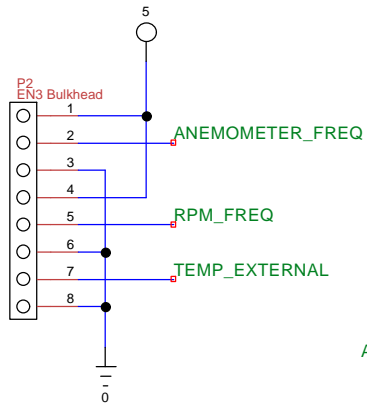 5
P2
EN3 Bulkhead
1
2
ANEMOMETER_FREQ
3
4
5
RPM_FREQ
6
7
TEMP_EXTERNAL
8
A
0